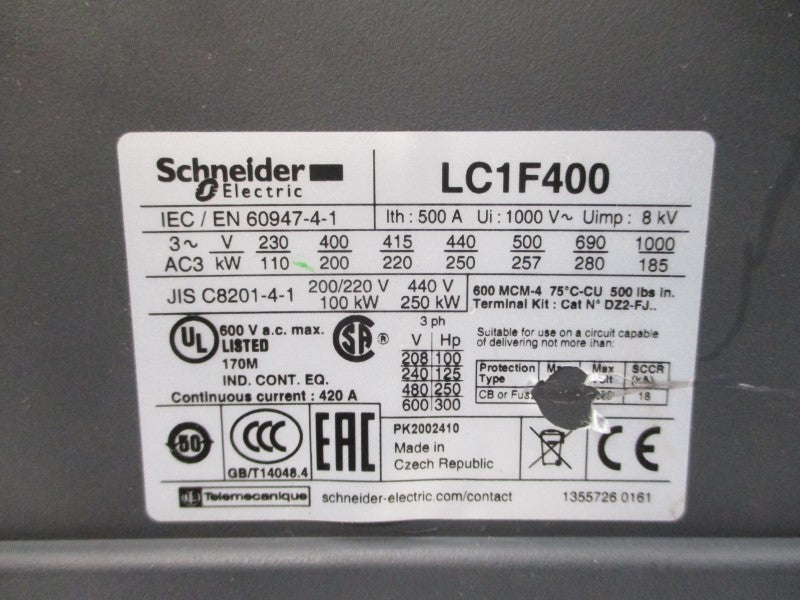 Schneider Electric
LC1F400
IEC / EN 60947-4-1
Ith : 500 A Ui : 1000 V~ Uimp : 8 kV
3~ V 230 400 415 440 500 690 1000
AC3 kW 110 200 220 250 257 280 185
JIS C8201-4-1
200/220 V 440 V
100 kW 250 kW
600 MCM-4 75°C-CU 500 lbs in.
Terminal Kit : Cat N° DZ2-FJ..
UL
600 V a.c. max.
LISTED
170M
IND. CONT. EQ.
Continuous current : 420 A
SA ®
3 ph
V Hp
208 100
240 125
480 250
600 300
Suitable for use on a circuit capable
of delivering not more than:
Protection Type Max SCCR (kA)
CB or 18
CCC
GB/T14048.4
EAC
PK2002410
Made in
Czech Republic
CE
Telemecanique
schneider-electric.com/contact
1355726 0161